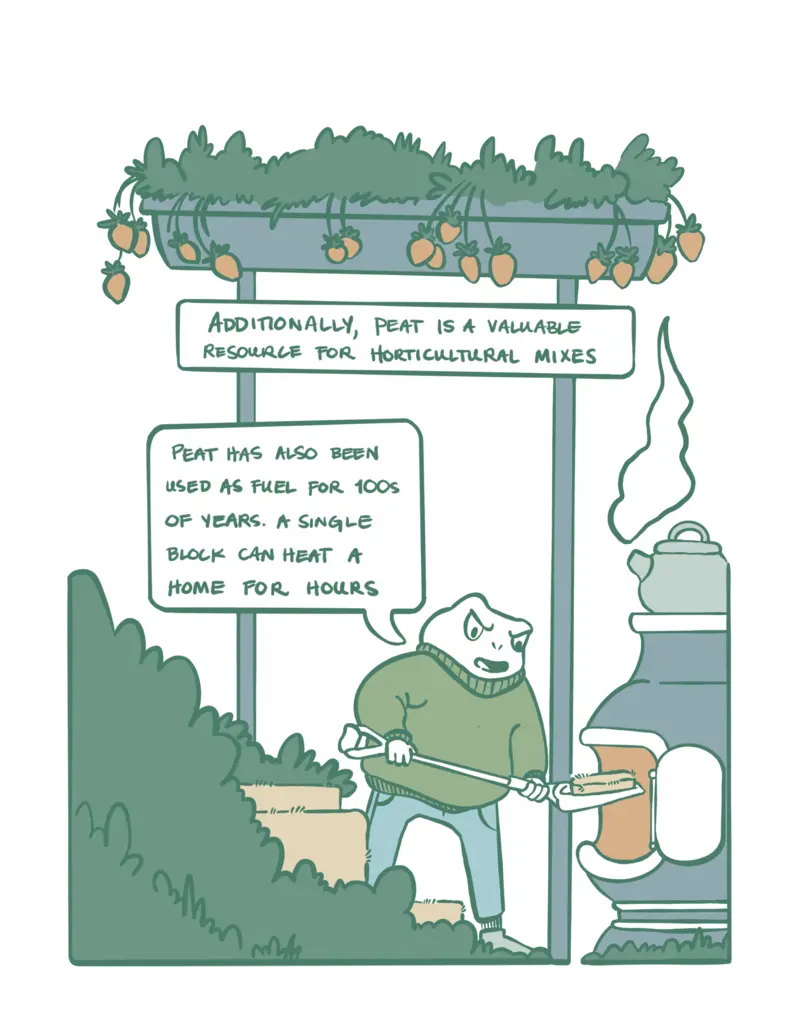 ADDITIONALLY, PEAT IS A VALUABLE
RESOURCE FOR HORTICULTURAL MIXES
PEAT HAS ALSO BEEN
USED AS FUEL FOR 100S
OF YEARS. A SINGLE
BLOCK CAN HEAT A
HOME FOR HOURS